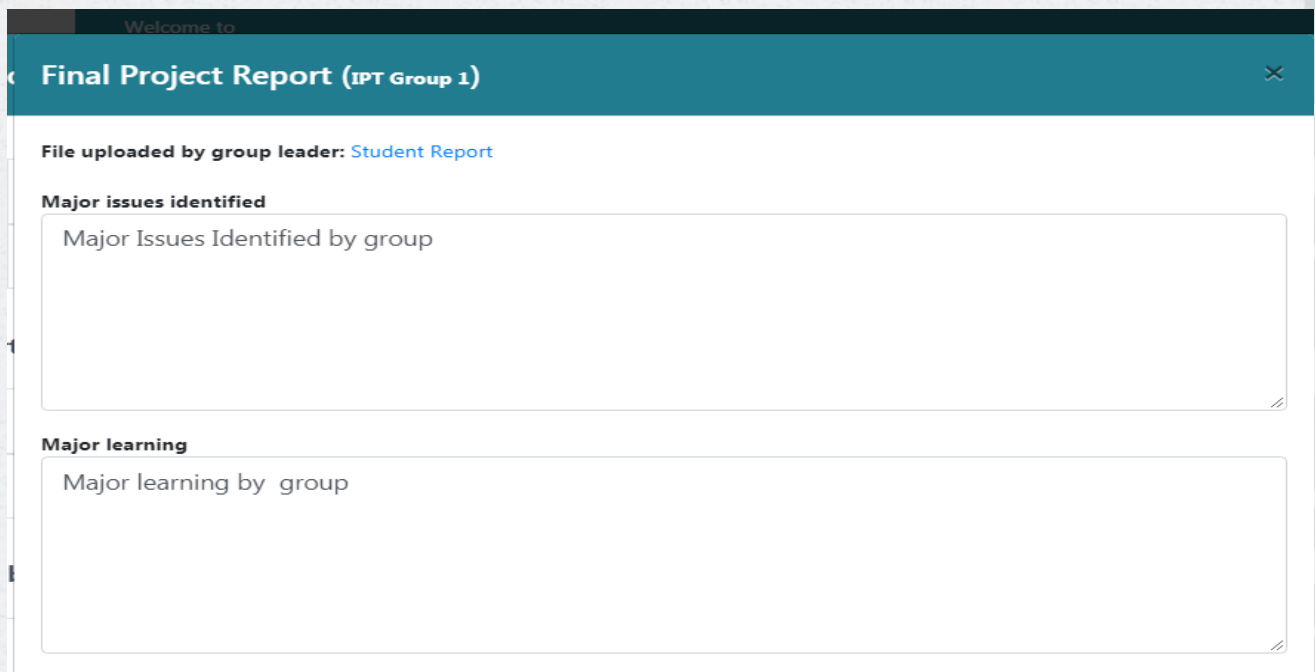 Welcome to
Final Project Report (IPT Group 1)
×
File uploaded by group leader: Student Report
Major issues identified
Major Issues Identified by group
Major learning
Major learning by  group